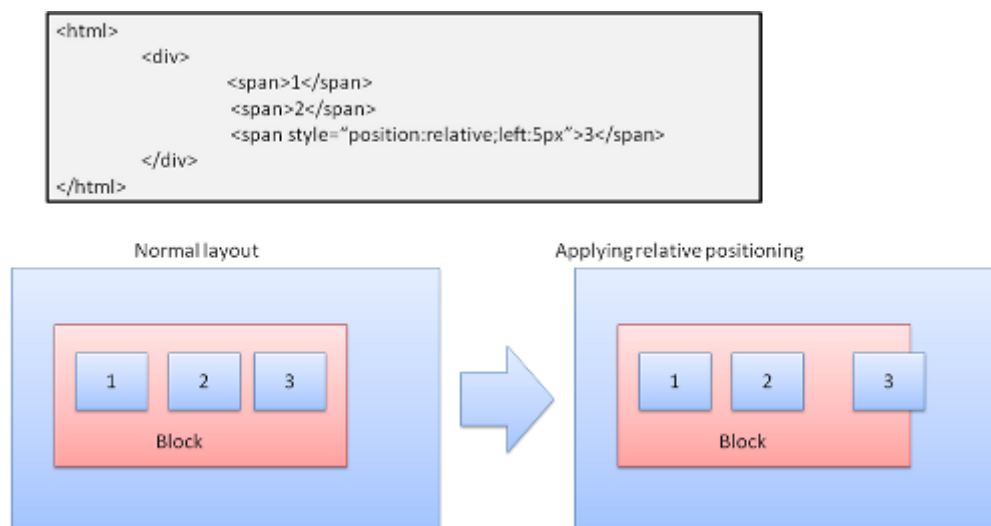 <html>
<div>
<span>1</span>
<span>2</span>
<span style=“position:relative;left:5px”>3</span>
</div>
</html>
Normal layout
Applying relative positioning
1 2 3
Block
1 2 3
Block